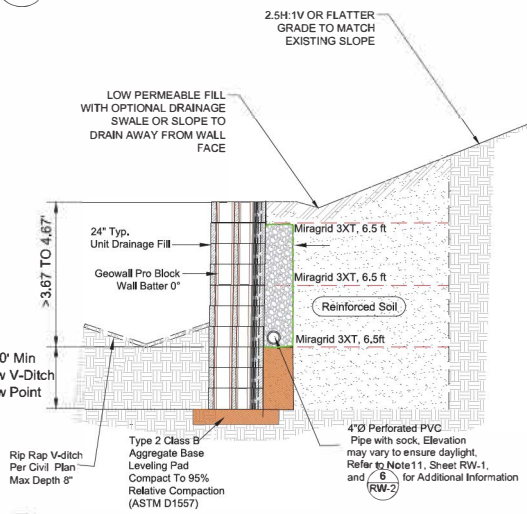 2.5H:1V OR FLATTER
GRADE TO MATCH
EXISTING SLOPE
LOW PERMEABLE FILL
WITH OPTIONAL DRAINAGE
SWALE OR SLOPE TO
DRAIN AWAY FROM WALL
FACE
24" Typ.
Unit Drainage Fill
Geowall Pro Block
Wall Batter 0°
>3.67 TO 4.67'
Miragrid 3XT, 6.5 ft
Miragrid 3XT, 6.5 ft
Reinforced Soil
Miragrid 3XT, 6.5ft
0' Min
w V-Ditch
w Point
Rip Rap V-ditch
Per Civil Plan
Max Depth 8"
Type 2 Class B
Aggregate Base
Leveling Pad
Compact To 95%
Relative Compaction
(ASTM D1557)
4"Ø Perforated PVC
Pipe with sock, Elevation
may vary to ensure daylight,
Refer to Note11, Sheet RW-1,
and 6 for Additional Information
RW-2